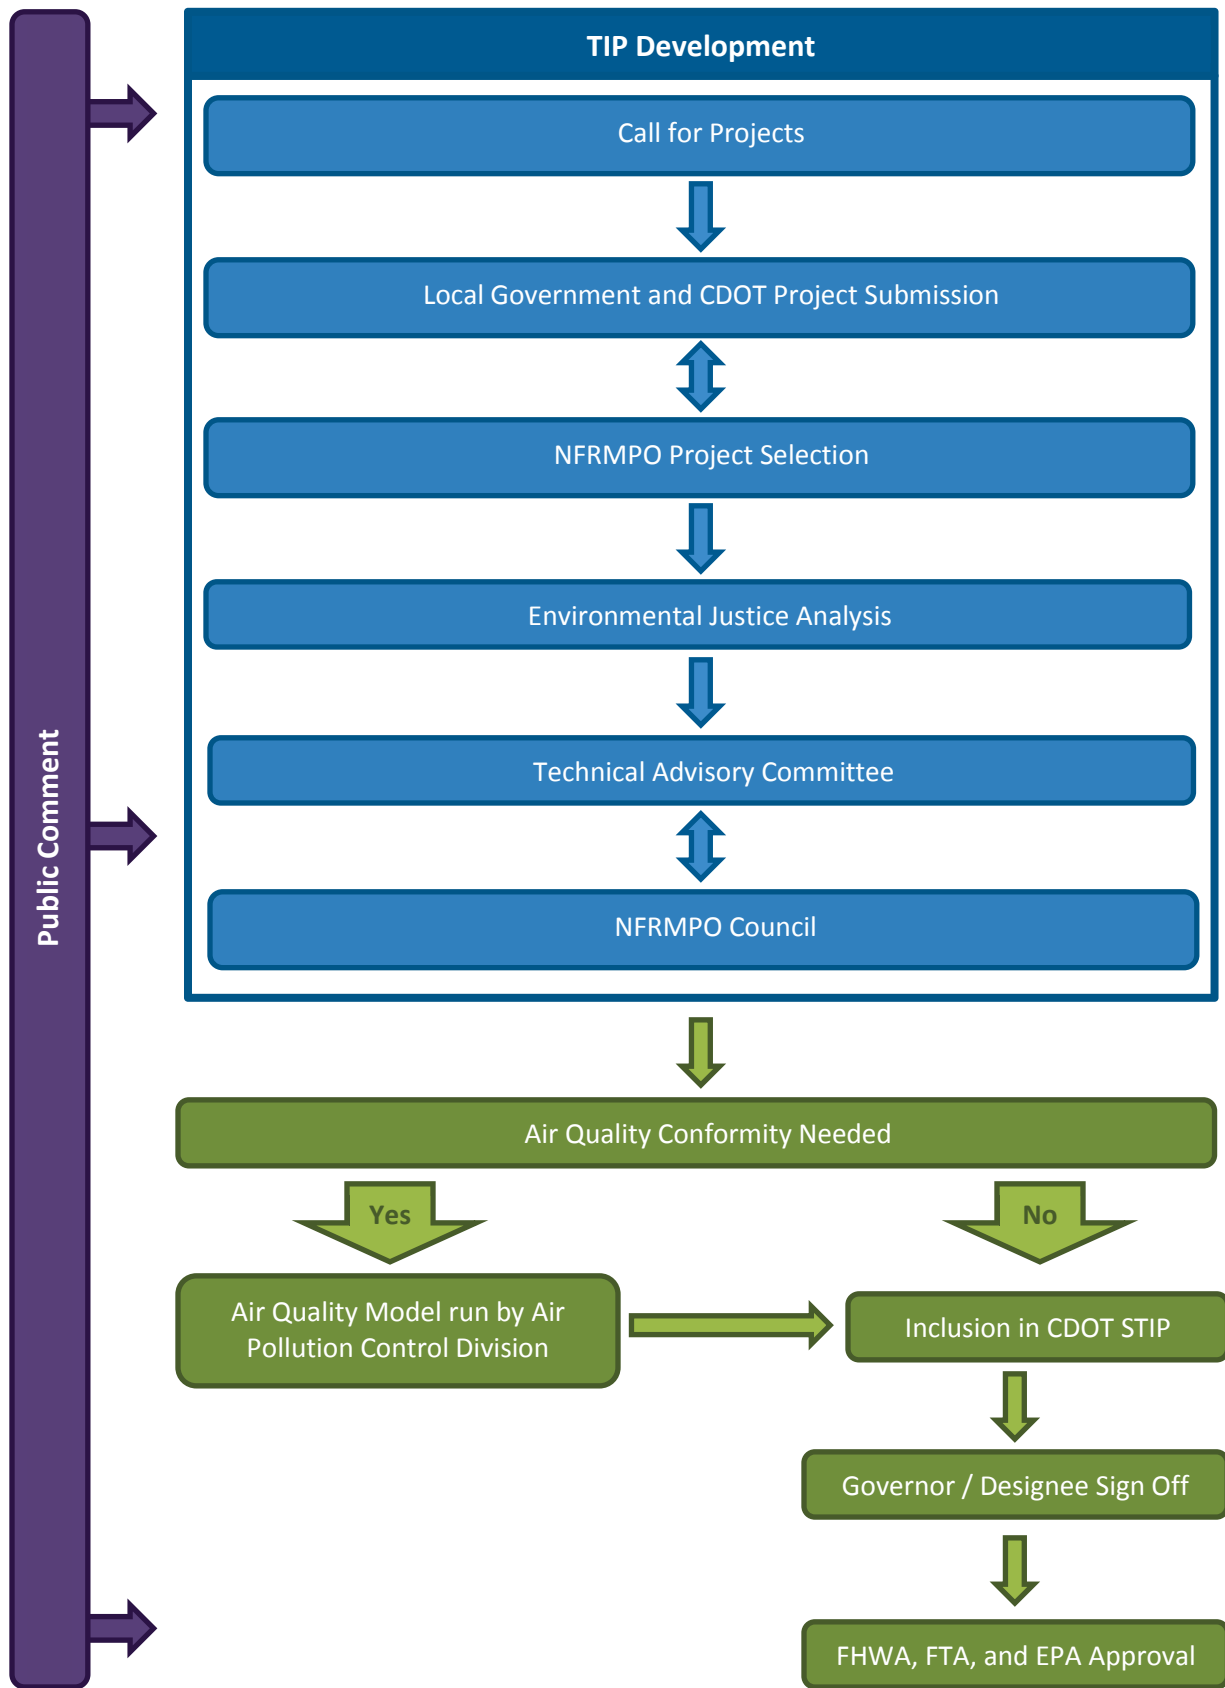 Public Comment
TIP Development
Call for Projects
Local Government and CDOT Project Submission
NFRMPO Project Selection
Environmental Justice Analysis
Technical Advisory Committee
NFRMPO Council
Air Quality Conformity Needed
Yes
No
Air Quality Model run by Air
Pollution Control Division
Inclusion in CDOT STIP
Governor / Designee Sign Off
FHWA, FTA, and EPA Approval